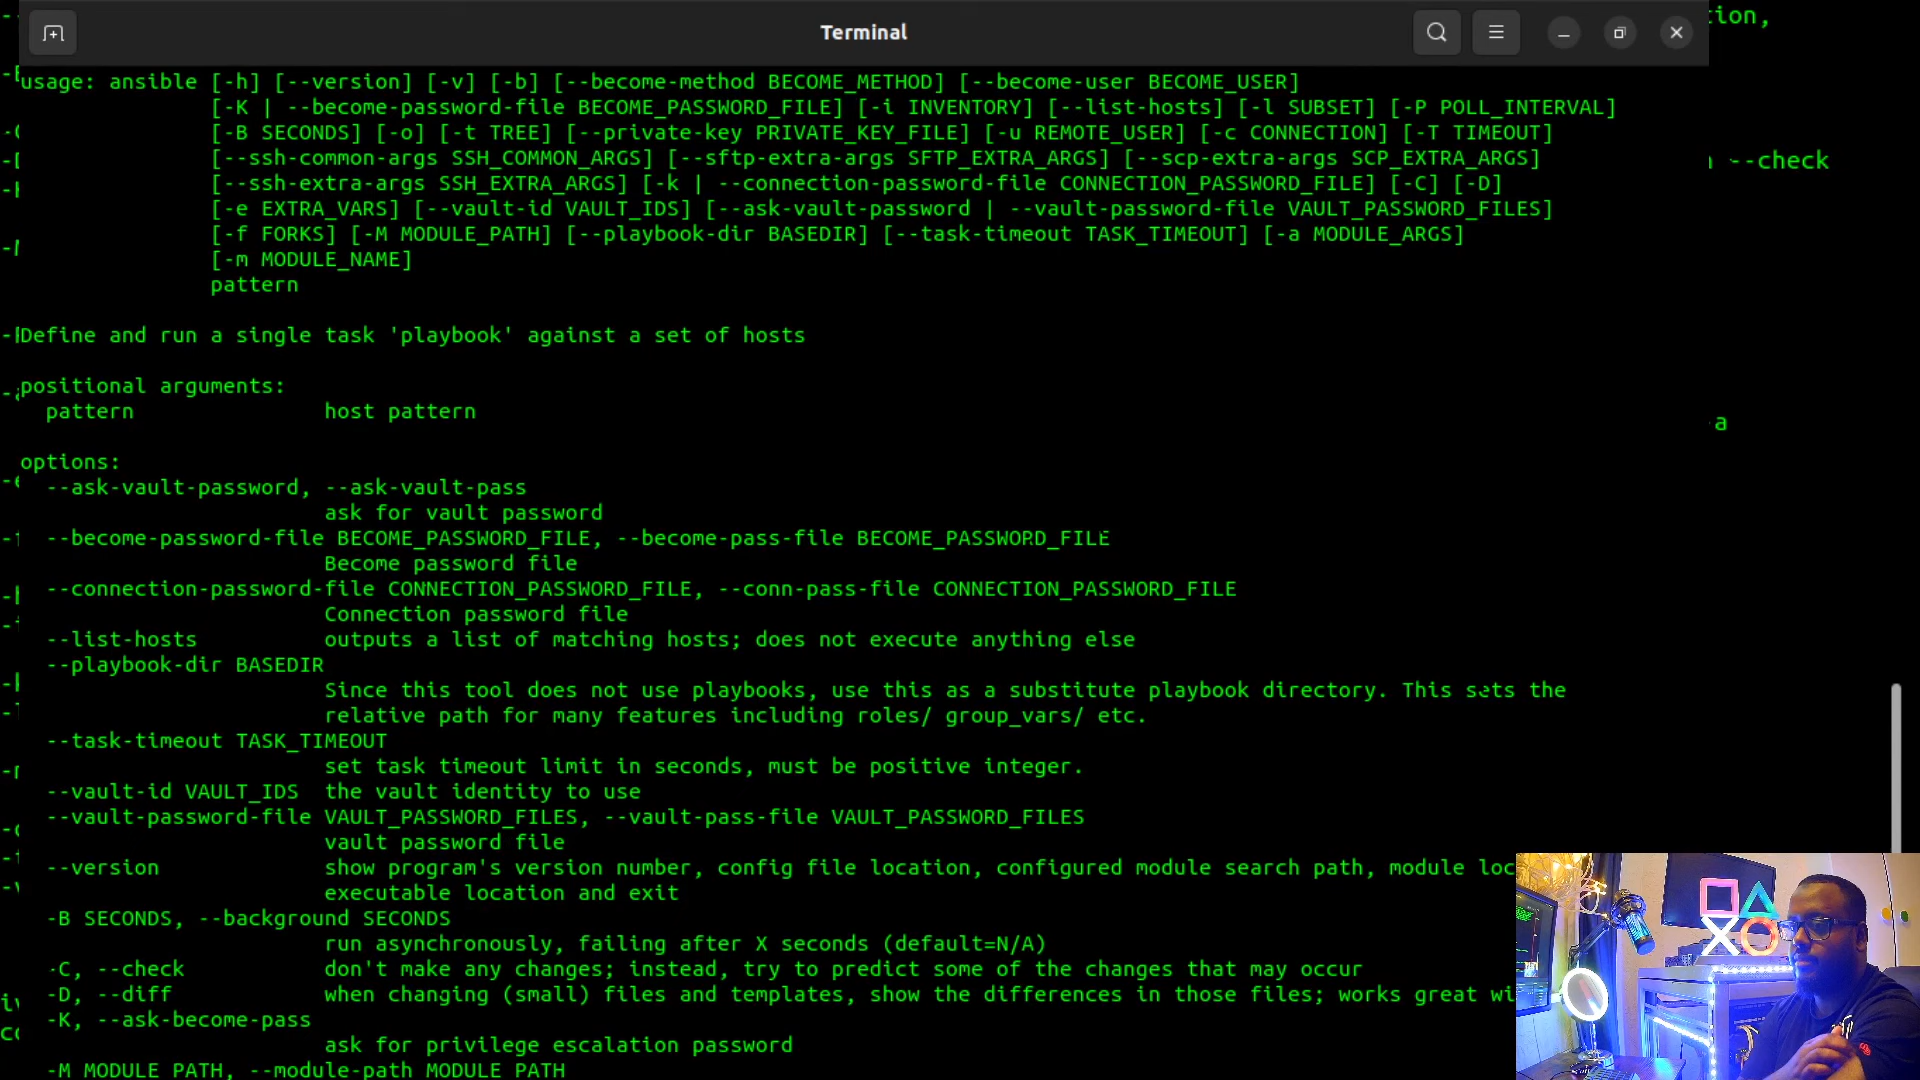 Terminal
usage: ansible [-h] [--version] [-v] [-b] [--become-method BECOME_METHOD] [--become-user BECOME_USER]
[-K | --become-password-file BECOME_PASSWORD_FILE] [-i INVENTORY] [--list-hosts] [-l SUBSET] [-P POLL_INTERVAL]
[-B SECONDS] [-o] [-t TREE] [--private-key PRIVATE_KEY_FILE] [-u REMOTE_USER] [-c CONNECTION] [-T TIMEOUT]
[--ssh-common-args SSH_COMMON_ARGS] [--sftp-extra-args SFTP_EXTRA_ARGS] [--scp-extra-args SCP_EXTRA_ARGS]
[--ssh-extra-args SSH_EXTRA_ARGS] [-k | --connection-password-file CONNECTION_PASSWORD_FILE] [-C] [-D]
[-e EXTRA_VARS] [--vault-id VAULT_IDS] [--ask-vault-password | --vault-password-file VAULT_PASSWORD_FILES]
[-f FORKS] [-M MODULE_PATH] [--playbook-dir BASEDIR] [--task-timeout TASK_TIMEOUT] [-a MODULE_ARGS]
[-m MODULE_NAME]
pattern
Define and run a single task 'playbook' against a set of hosts
positional arguments:
pattern host pattern
options:
--ask-vault-password, --ask-vault-pass
ask for vault password
--become-password-file BECOME_PASSWORD_FILE, --become-pass-file BECOME_PASSWORD_FILE
Become password file
--connection-password-file CONNECTION_PASSWORD_FILE, --conn-pass-file CONNECTION_PASSWORD_FILE
Connection password file
--list-hosts outputs a list of matching hosts; does not execute anything else
--playbook-dir BASEDIR
Since this tool does not use playbooks, use this as a substitute playbook directory. This sets the
relative path for many features including roles/ group_vars/ etc.
--task-timeout TASK_TIMEOUT
set task timeout limit in seconds, must be positive integer.
--vault-id VAULT_IDS the vault identity to use
--vault-password-file VAULT_PASSWORD_FILES, --vault-pass-file VAULT_PASSWORD_FILES
vault password file
--version show program's version number, config file location, configured module search path, module loc
executable location and exit
-B SECONDS, --background SECONDS
run asynchronously, failing after X seconds (default=N/A)
-C, --check don't make any changes; instead, try to predict some of the changes that may occur
-D, --diff when changing (small) files and templates, show the differences in those files; works great wi
-K, --ask-become-pass
ask for privilege escalation password
-M MODULE_PATH, --module-path MODULE_PATH
tion,
--check
a